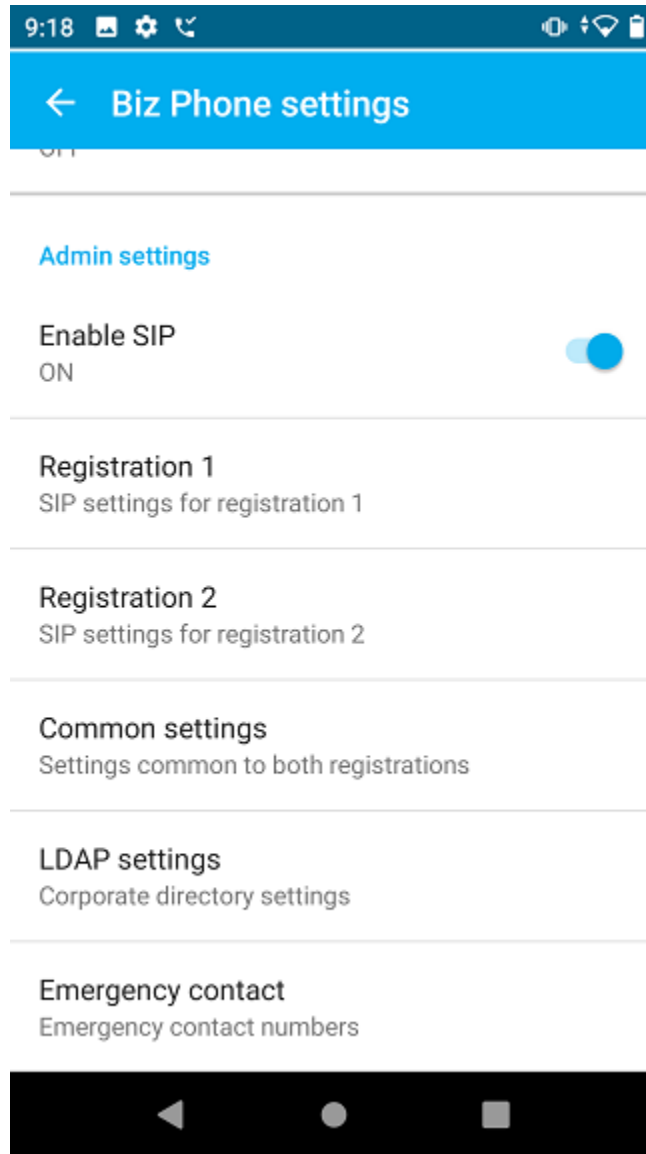 9:18
Biz Phone settings
OFF
Admin settings
Enable SIP
ON
Registration 1
SIP settings for registration 1
Registration 2
SIP settings for registration 2
Common settings
Settings common to both registrations
LDAP settings
Corporate directory settings
Emergency contact
Emergency contact numbers